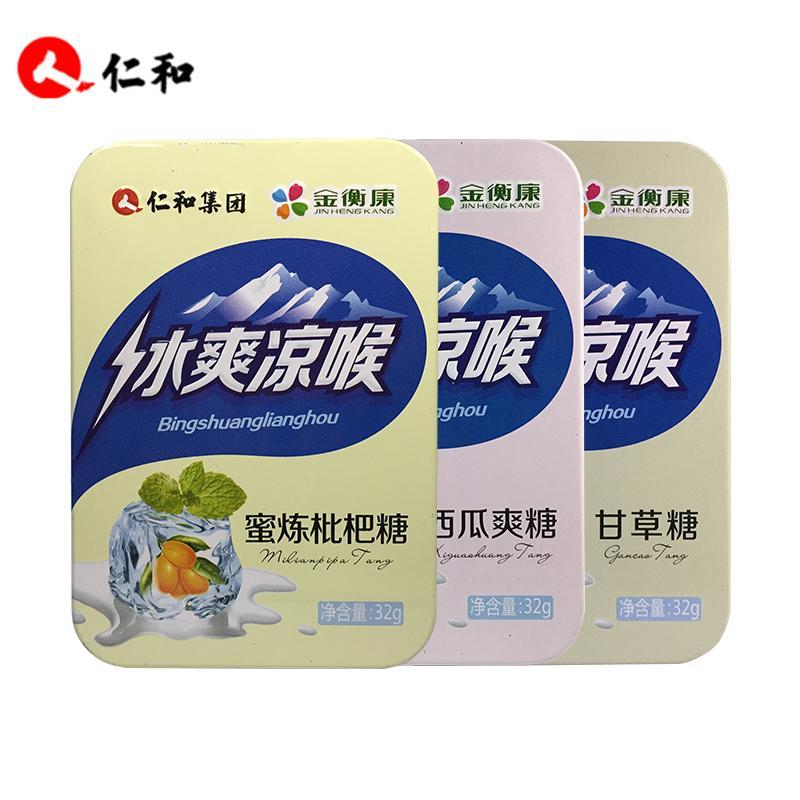 仁和
仁和集团
金衡康
JIN HENG KANG
冰爽凉喉
Bingshuanglianghou
蜜炼枇杷糖
Milianpipa Tang
净含量:32g
金衡康
JIN HENG KANG
凉喉
nghou
西瓜爽糖
Xiguashuang Tang
净含量:32g
金衡康
JIN HENG KANG
凉喉
nghou
甘草糖
Gancao Tang
净含量:32g